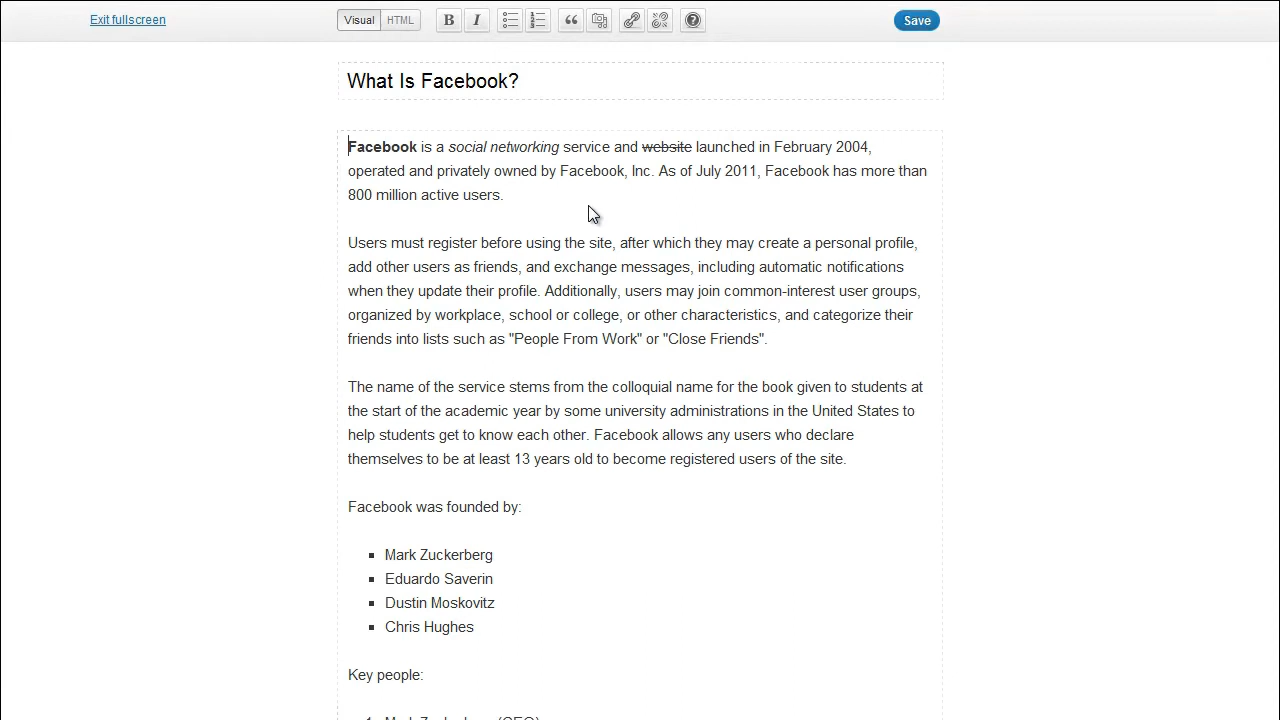 Exit fullscreen
Visual HTML
B I
Save
What Is Facebook?
Facebook is a social networking service and website launched in February 2004,
operated and privately owned by Facebook, Inc. As of July 2011, Facebook has more than
800 million active users.
Users must register before using the site, after which they may create a personal profile,
add other users as friends, and exchange messages, including automatic notifications
when they update their profile. Additionally, users may join common-interest user groups,
organized by workplace, school or college, or other characteristics, and categorize their
friends into lists such as "People From Work" or "Close Friends".
The name of the service stems from the colloquial name for the book given to students at
the start of the academic year by some university administrations in the United States to
help students get to know each other. Facebook allows any users who declare
themselves to be at least 13 years old to become registered users of the site.
Facebook was founded by:
Mark Zuckerberg
Eduardo Saverin
Dustin Moskovitz
Chris Hughes
Key people: